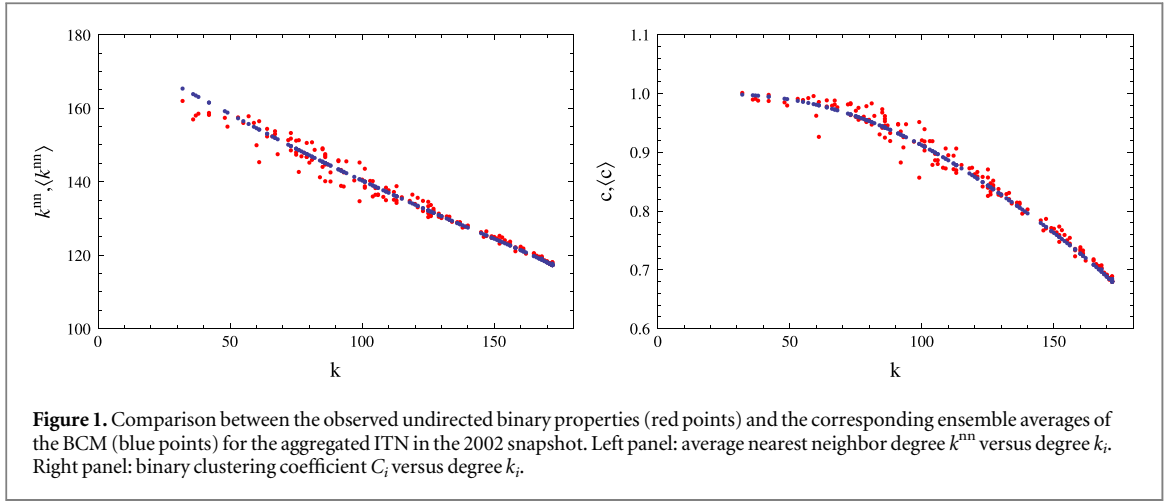 180
160
140
120
100
k^nn,⟨k^nn⟩
0
50
100
150
k
1.1
1.0
0.9
0.8
0.7
0.6
c,⟨c⟩
0
50
100
150
k
Figure 1. Comparison between the observed undirected binary properties (red points) and the corresponding ensemble averages of
the BCM (blue points) for the aggregated ITN in the 2002 snapshot. Left panel: average nearest neighbor degree k^nn versus degree k_i.
Right panel: binary clustering coefficient C_i versus degree k_i.